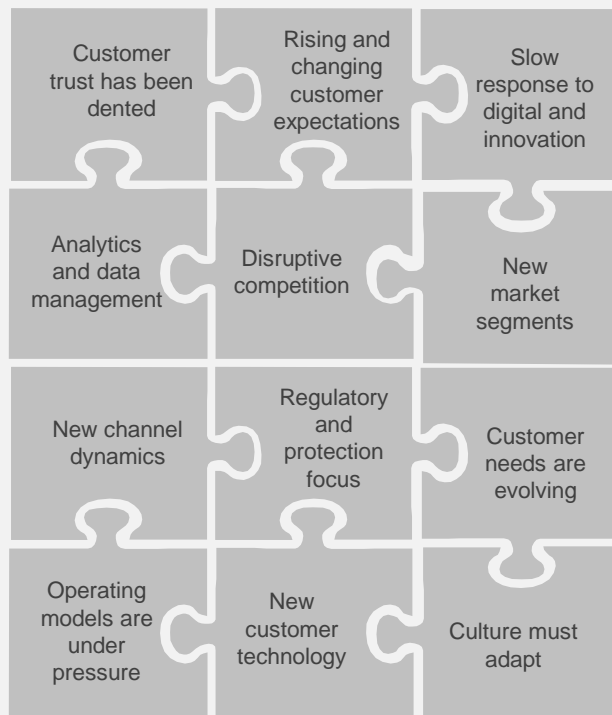 Customer
trust has been
dented
Rising and
changing
customer
expectations
Slow
response to
digital and
innovation
Analytics
and data
management
Disruptive
competition
New
market
segments
New channel
dynamics
Regulatory
and
protection
focus
Customer
needs are
evolving
Operating
models are
under
pressure
New
customer
technology
Culture must
adapt